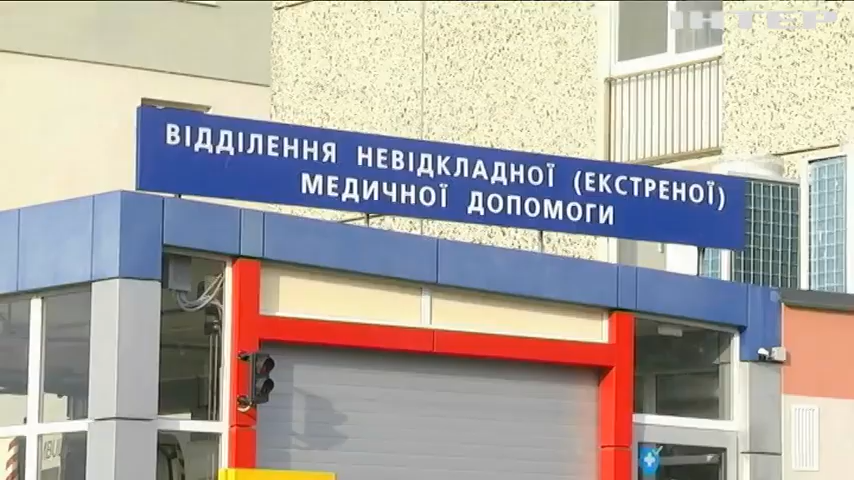 ІНТЕР
ВІДДІЛЕННЯ НЕВІДКЛАДНОЇ (ЕКСТРЕНОЇ)
МЕДИЧНОЇ ДОПОМОГИ